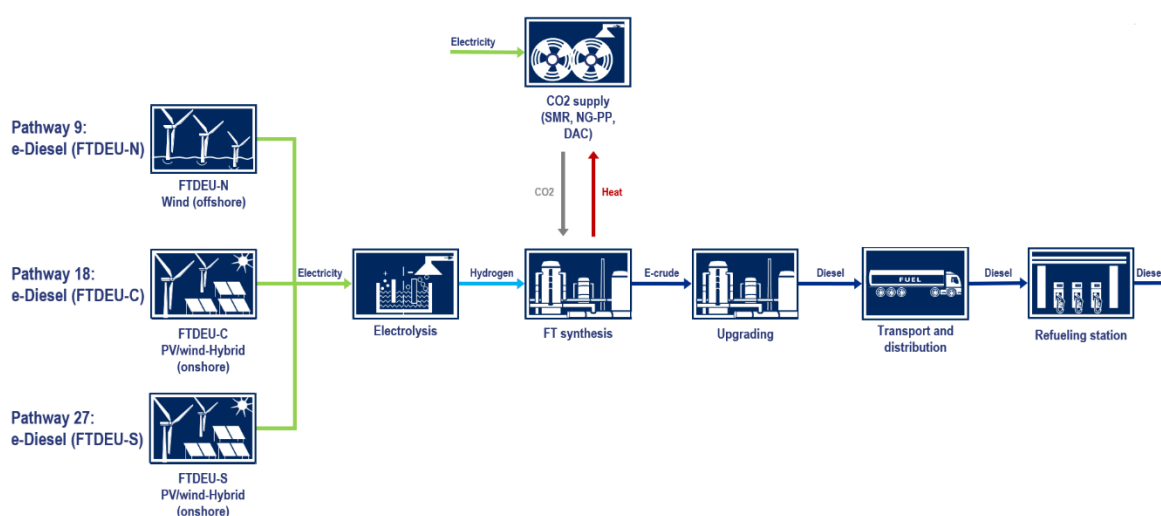 Electricity
CO2 supply
(SMR, NG-PP,
DAC)
Pathway 9:
e-Diesel (FTDEU-N)
FTDEU-N
Wind (offshore)
CO2
Heat
Pathway 18:
e-Diesel (FTDEU-C)
FTDEU-C
PV/wind-Hybrid
(onshore)
Electricity
Electrolysis
Hydrogen
FT synthesis
E-crude
Upgrading
Diesel
FUEL
Transport and
distribution
Diesel
Refueling station
Diese
Pathway 27:
e-Diesel (FTDEU-S)
FTDEU-S
PV/wind-Hybrid
(onshore)